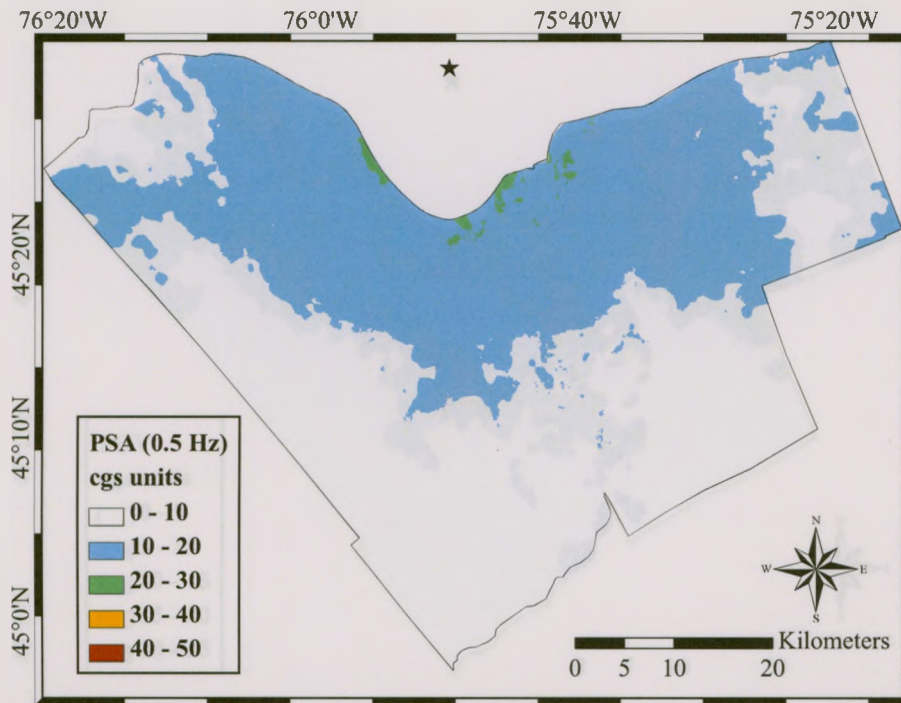 76°20'W 76°0'W 75°40'W 75°20'W
45°20'N
45°10'N
45°0'N
PSA (0.5 Hz)
cgs units
0 - 10
10 - 20
20 - 30
30 - 40
40 - 50
N
W E
S
Kilometers
0 5 10 20